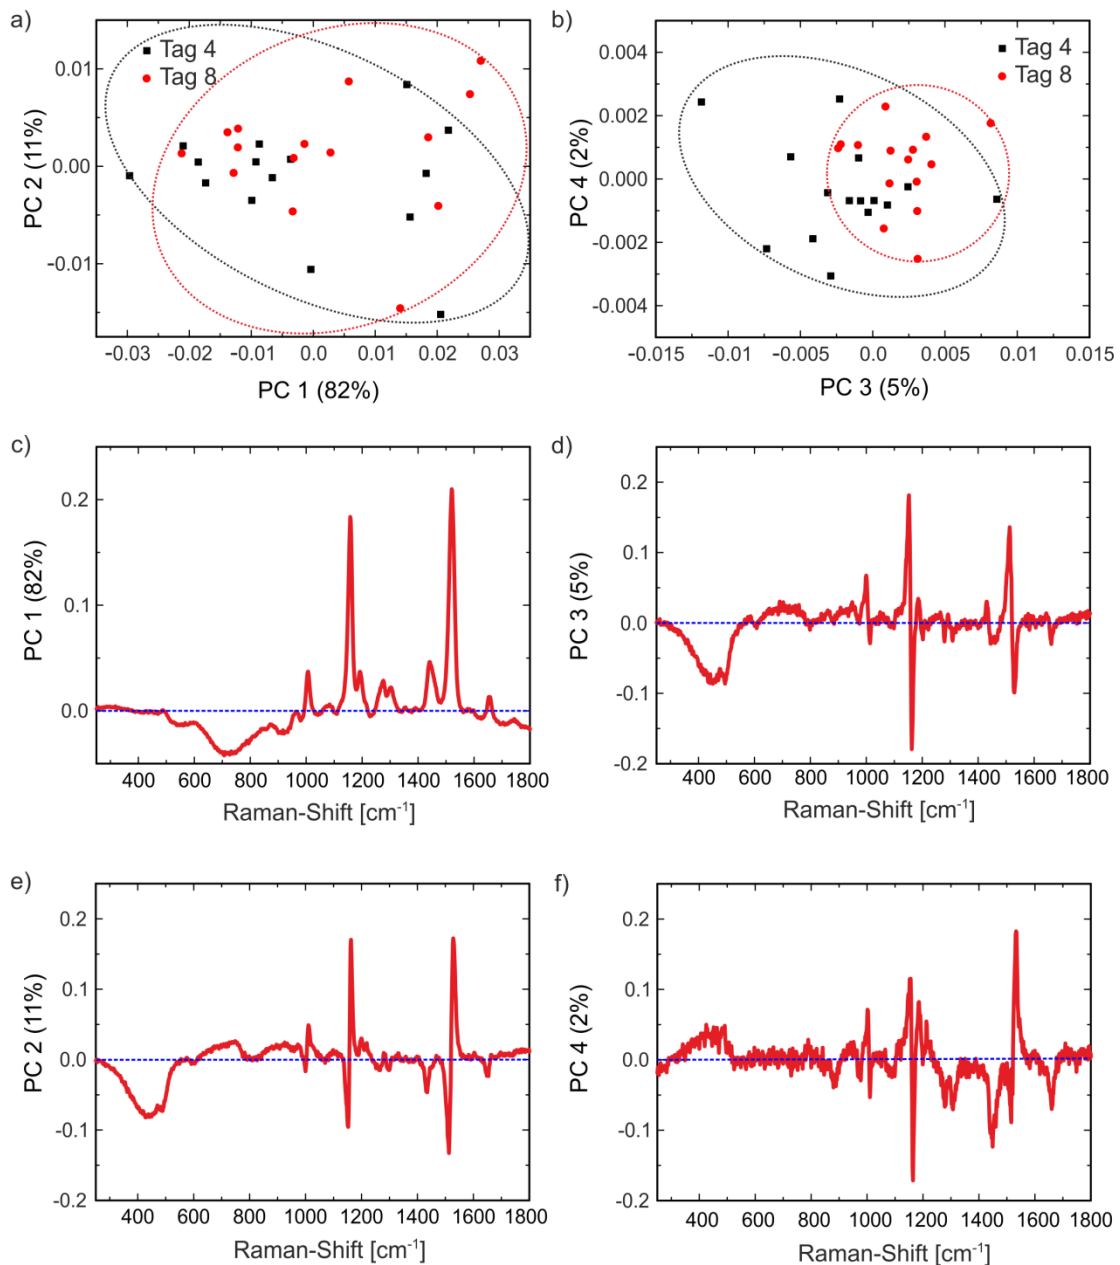 a)
PC 2 (11%)
0.01
0.00
-0.01
Tag 4
Tag 8
-0.03 -0.02 -0.01 0.0 0.01 0.02 0.03
PC 1 (82%)
b)
PC 4 (2%)
0.004
0.002
0.000
-0.002
-0.004
Tag 4
Tag 8
-0.015 -0.01 -0.005 0.0 0.005 0.01 0.015
PC 3 (5%)
c)
PC 1 (82%)
0.2
0.1
0.0
400 600 800 1000 1200 1400 1600 1800
Raman-Shift [cm⁻¹]
d)
PC 3 (5%)
0.2
0.1
0.0
-0.1
-0.2
400 600 800 1000 1200 1400 1600 1800
Raman-Shift [cm⁻¹]
e)
PC 2 (11%)
0.2
0.1
0.0
-0.1
-0.2
400 600 800 1000 1200 1400 1600 1800
Raman-Shift [cm⁻¹]
f)
PC 4 (2%)
0.2
0.1
0.0
-0.1
-0.2
400 600 800 1000 1200 1400 1600 1800
Raman-Shift [cm⁻¹]